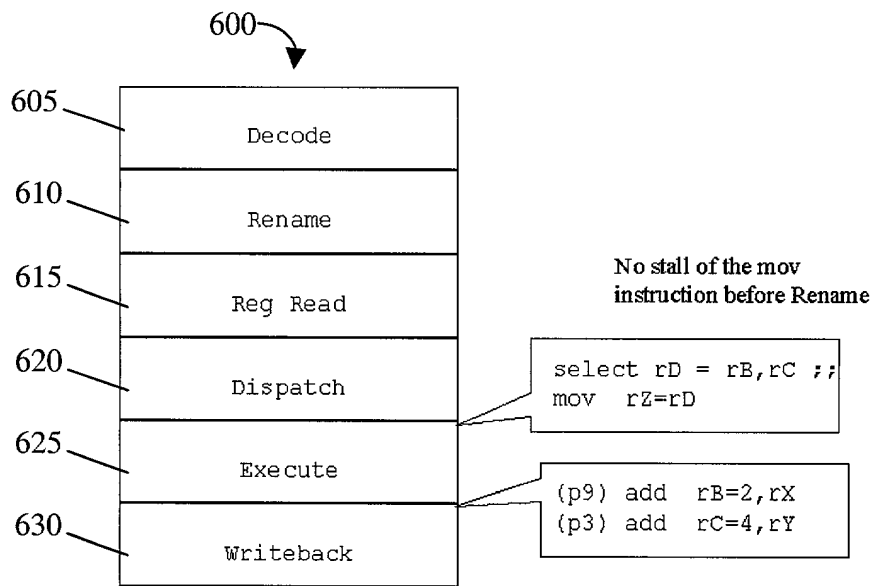 600
605
Decode
610
Rename
615
Reg Read
No stall of the mov
instruction before Rename
620
Dispatch
select rD = rB,rC ;;
mov rZ=rD
625
Execute
(p9) add rB=2,rX
(p3) add rC=4,rY
630
Writeback